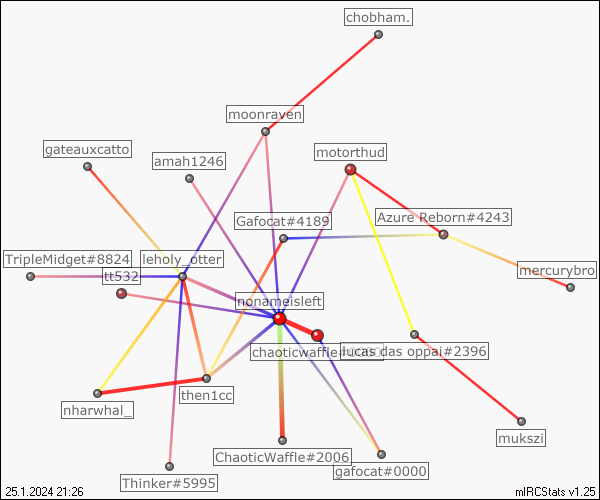 chobham.
moonraven
gateauxcatto
amah1246
motorthud
Gafocat#4189
Azure Reborn#4243
TripleMidget#8824
leholy_otter
mercurybro
tt532
nonameisleft
lucas das oppai#2396
nharwhal_
then1cc
mukszi
ChaoticWaffle#2006
gafocat#0000
Thinker#5995
25.1.2024 21:26
mIRCStats v1.25